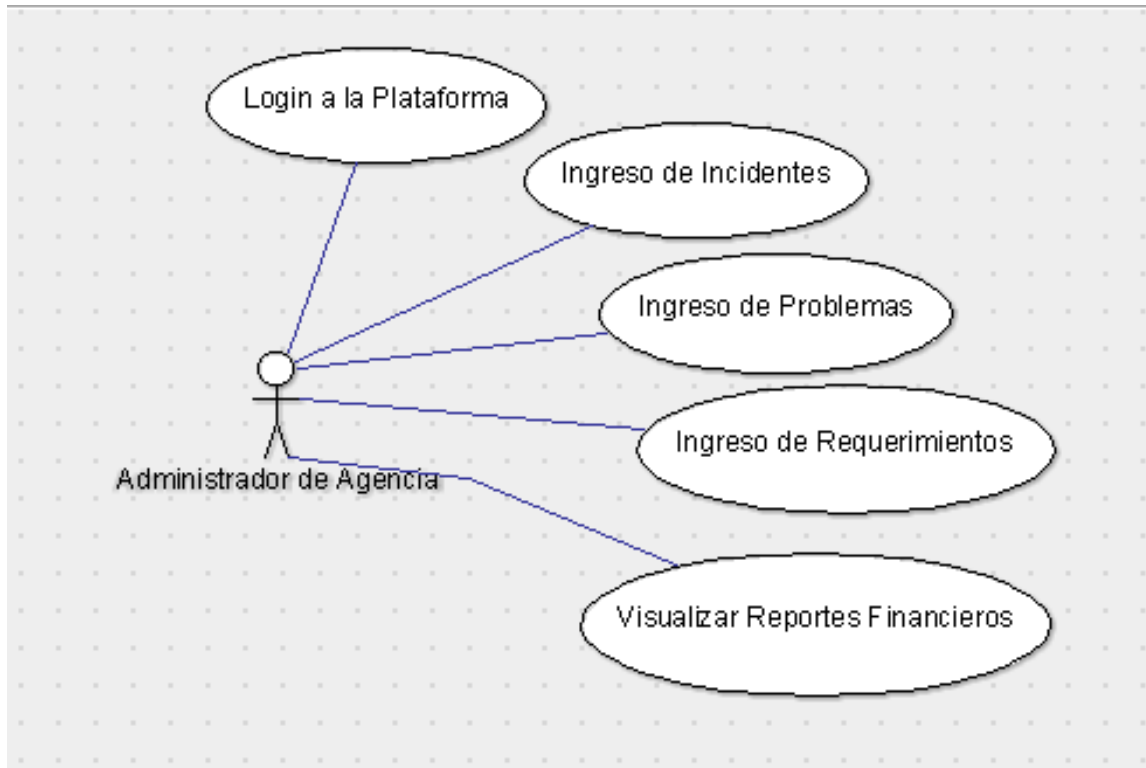 Login a la Plataforma
Ingreso de Incidentes
Ingreso de Problemas
Ingreso de Requerimientos
Administrador de Agencia
Visualizar Reportes Financieros